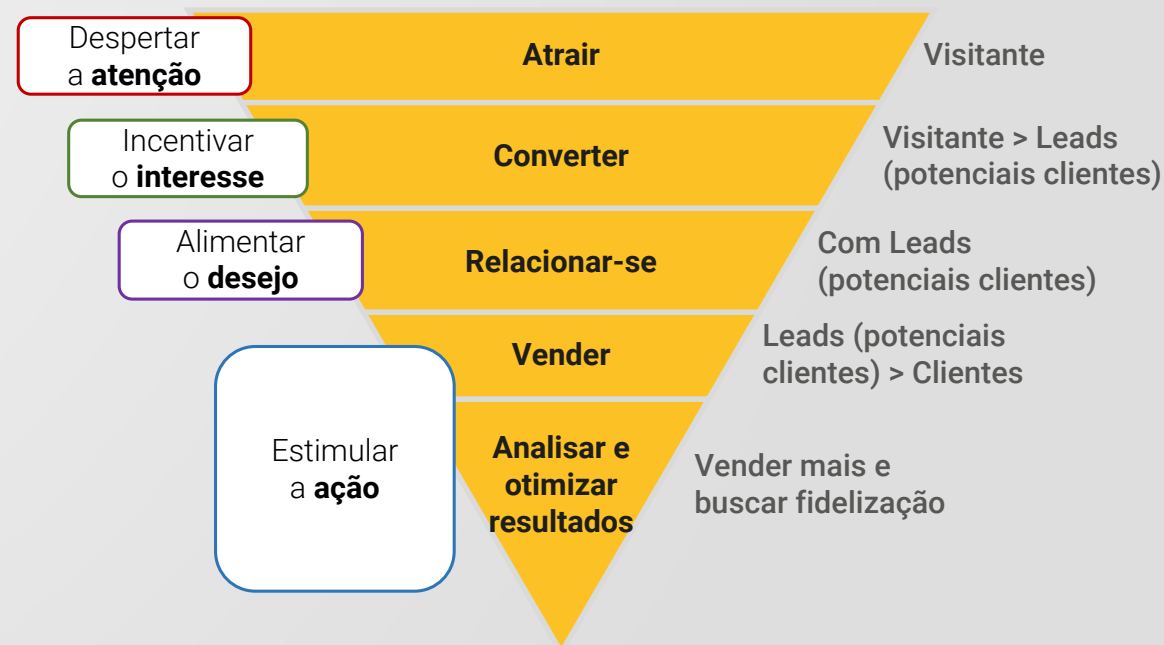 Despertar
a atenção
Atrair
Visitante
Incentivar
o interesse
Converter
Visitante > Leads
(potenciais clientes)
Alimentar
o desejo
Relacionar-se
Com Leads
(potenciais clientes)
Vender
Leads (potenciais
clientes) > Clientes
Estimular
a ação
Analisar e
otimizar
resultados
Vender mais e
buscar fidelização